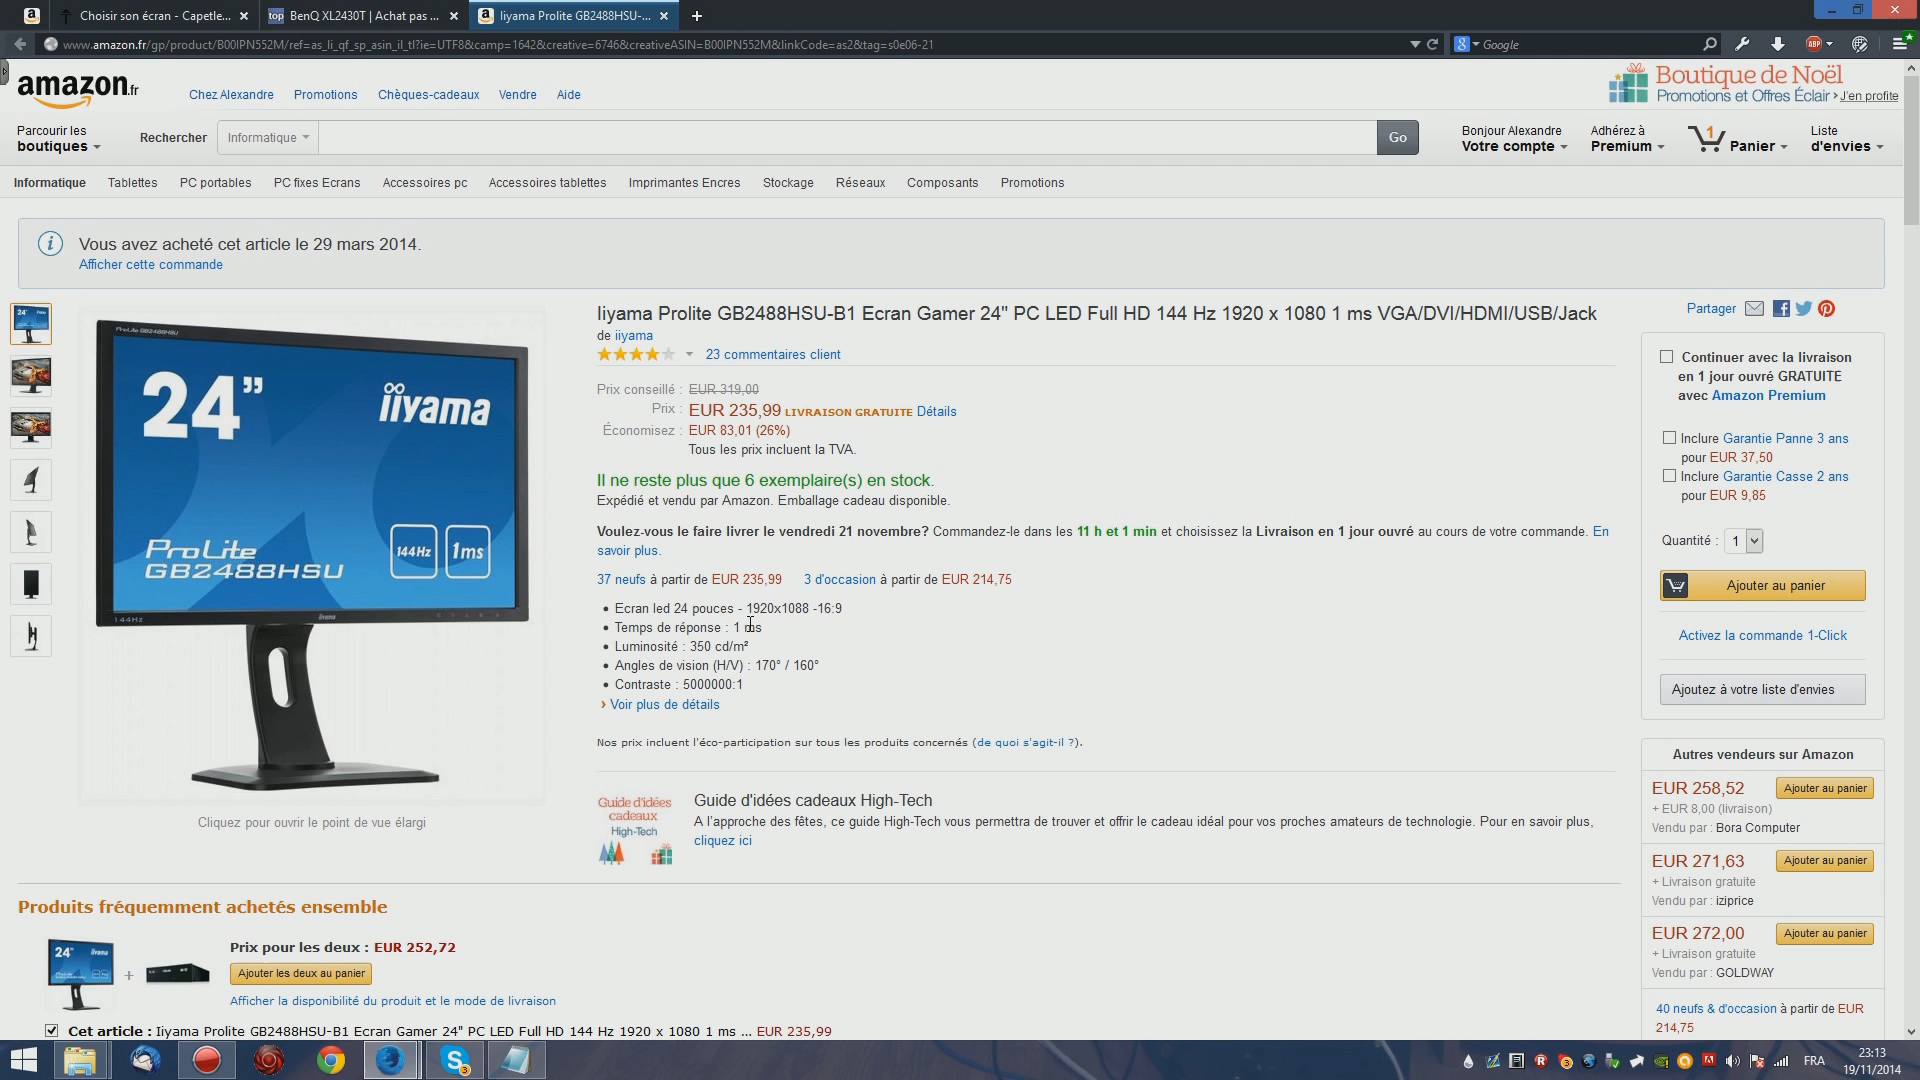 Choisir son écran - Capetle...
top
BenQ XL2430T | Achat pas ...
Iiyama Prolite GB2488HSU-...
www.amazon.fr/gp/product/B00IPN552M/ref=as_li_qf_sp_asin_il_tl?ie=UTF8&camp=1642&creative=6746&creativeASIN=B00IPN552M&linkCode=as2&tag=s0e06-21
Google
ABP
amazon.fr
Chez Alexandre
Promotions
Chèques-cadeaux
Vendre
Aide
Boutique de Noël
Promotions et Offres Éclair › J'en profite
Parcourir les
boutiques
Rechercher
Informatique
Go
Bonjour Alexandre
Votre compte
Adhérez à
Premium
1
Panier
Liste
d'envies
Informatique
Tablettes
PC portables
PC fixes Ecrans
Accessoires pc
Accessoires tablettes
Imprimantes Encres
Stockage
Réseaux
Composants
Promotions
Vous avez acheté cet article le 29 mars 2014.
Afficher cette commande
Iiyama Prolite GB2488HSU-B1 Ecran Gamer 24" PC LED Full HD 144 Hz 1920 x 1080 1 ms VGA/DVI/HDMI/USB/Jack
de iiyama
23 commentaires client
Prix conseillé : EUR 319,00
Prix : EUR 235,99 LIVRAISON GRATUITE Détails
Économisez : EUR 83,01 (26%)
Tous les prix incluent la TVA.
Il ne reste plus que 6 exemplaire(s) en stock.
Expédié et vendu par Amazon. Emballage cadeau disponible.
Voulez-vous le faire livrer le vendredi 21 novembre? Commandez-le dans les 11 h et 1 min et choisissez la Livraison en 1 jour ouvré au cours de votre commande. En
savoir plus.
37 neufs à partir de EUR 235,99 3 d'occasion à partir de EUR 214,75
• Ecran led 24 pouces - 1920x1088 -16:9
• Temps de réponse : 1 ms
• Luminosité : 350 cd/m²
• Angles de vision (H/V) : 170° / 160°
• Contraste : 5000000:1
› Voir plus de détails
Nos prix incluent l'éco-participation sur tous les produits concernés (de quoi s'agit-il ?).
Guide d'idées
cadeaux
High-Tech
Guide d'idées cadeaux High-Tech
A l'approche des fêtes, ce guide High-Tech vous permettra de trouver et offrir le cadeau idéal pour vos proches amateurs de technologie. Pour en savoir plus,
cliquez ici
ProLite GB2488HSU
24"
iiyama
ProLite
GB2488HSU
144Hz
1ms
144Hz
iiyama
Cliquez pour ouvrir le point de vue élargi
Partager
Continuer avec la livraison
en 1 jour ouvré GRATUITE
avec Amazon Premium
Inclure Garantie Panne 3 ans
pour EUR 37,50
Inclure Garantie Casse 2 ans
pour EUR 9,85
Quantité : 1
Ajouter au panier
Activez la commande 1-Click
Ajoutez à votre liste d'envies
Autres vendeurs sur Amazon
EUR 258,52 Ajouter au panier
+ EUR 8,00 (livraison)
Vendu par : Bora Computer
EUR 271,63 Ajouter au panier
+ Livraison gratuite
Vendu par : iziprice
EUR 272,00 Ajouter au panier
+ Livraison gratuite
Vendu par : GOLDWAY
40 neufs & d'occasion à partir de EUR
214,75
Produits fréquemment achetés ensemble
24"
iiyama
+
Prix pour les deux : EUR 252,72
Ajouter les deux au panier
Afficher la disponibilité du produit et le mode de livraison
Cet article : Iiyama Prolite GB2488HSU-B1 Ecran Gamer 24" PC LED Full HD 144 Hz 1920 x 1080 1 ms ... EUR 235,99
FRA
23:13
19/11/2014